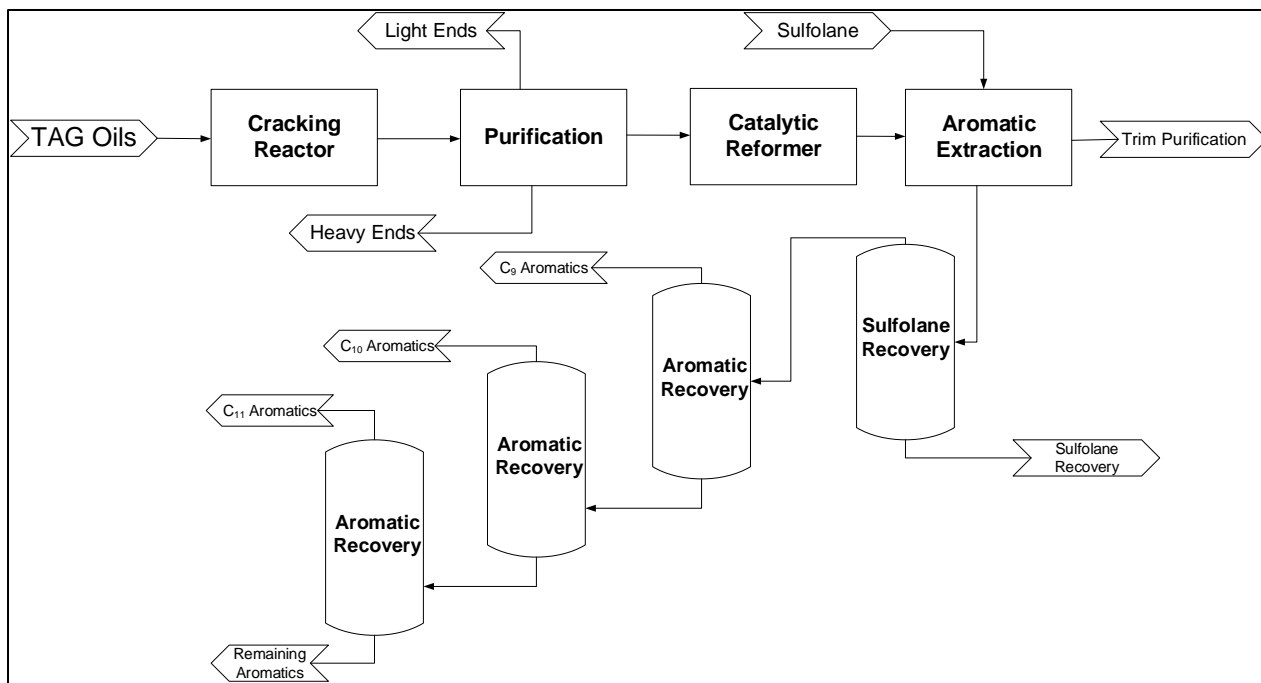 Light Ends
Sulfolane
TAG Oils
Cracking
Reactor
Purification
Catalytic
Reformer
Aromatic
Extraction
Trim Purification
Heavy Ends
C₉ Aromatics
Sulfolane
Recovery
Aromatic
Recovery
C₁₀ Aromatics
C₁₁ Aromatics
Aromatic
Recovery
Sulfolane
Recovery
Aromatic
Recovery
Remaining
Aromatics